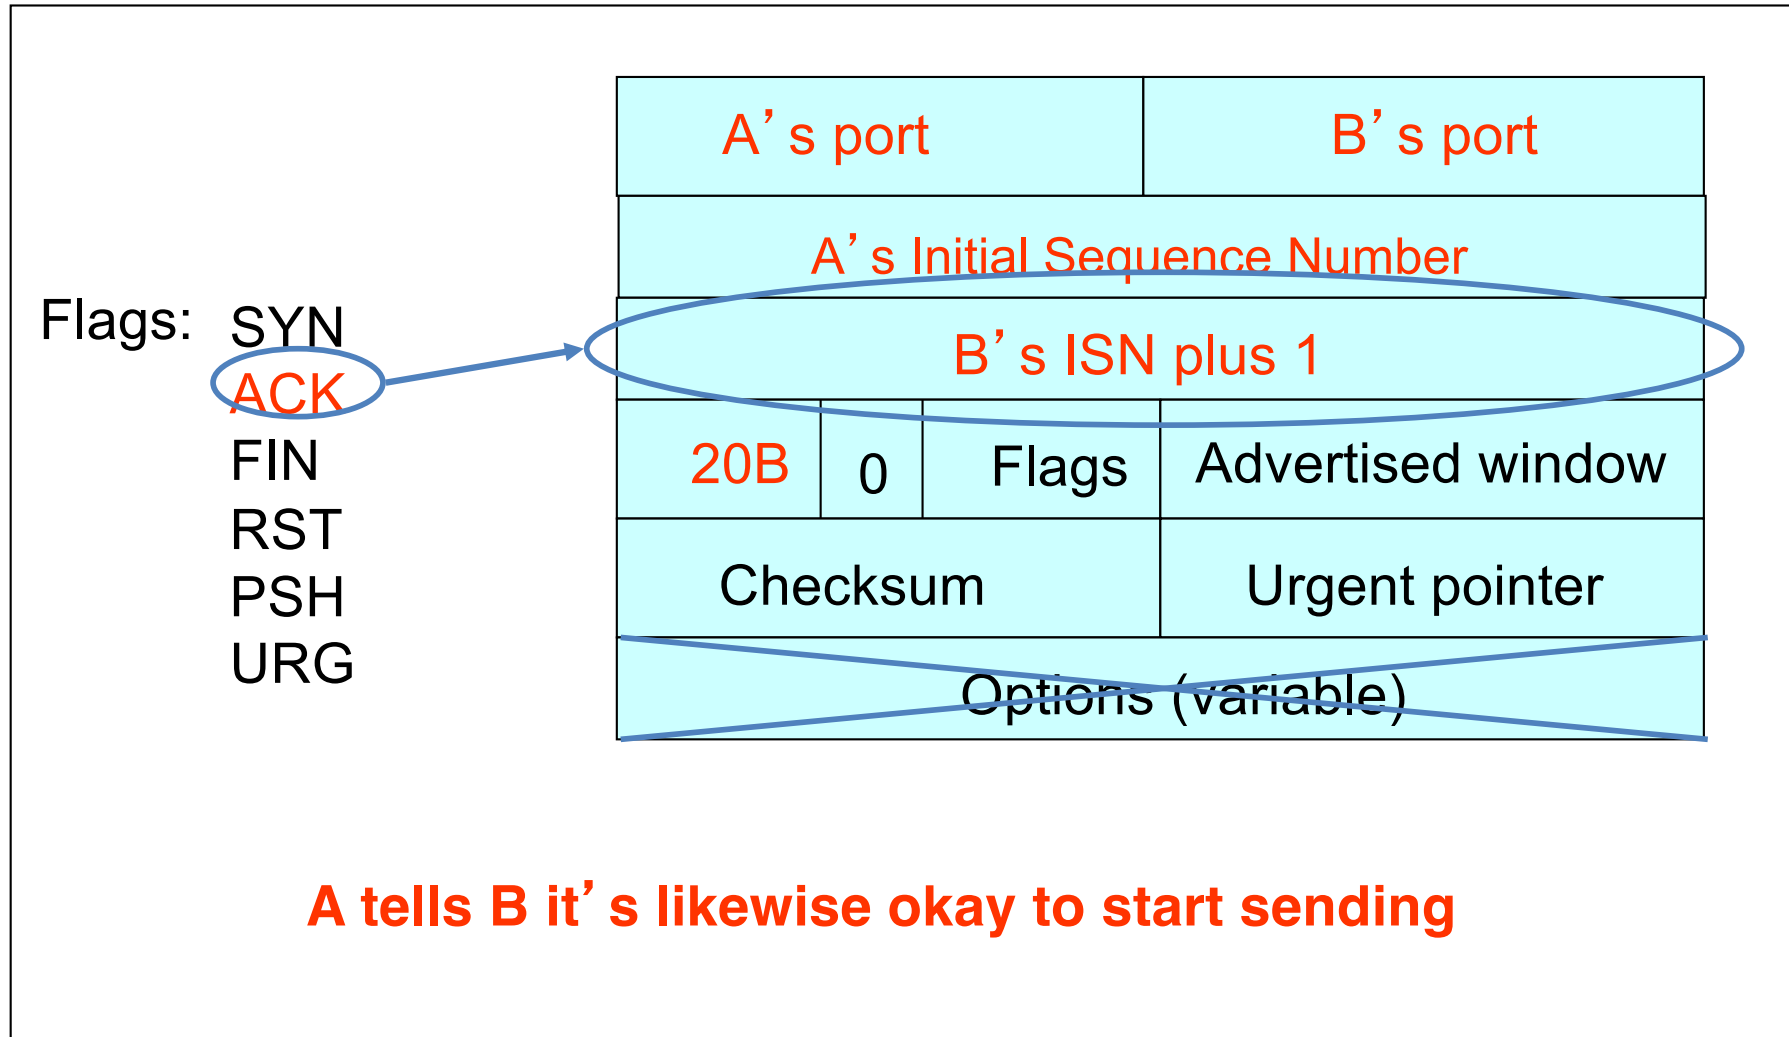 A’s port B’s port
A’s Initial Sequence Number
Flags: SYN
B’s ISN plus 1
ACK
FIN
20B 0 Flags Advertised window
RST
PSH
Checksum Urgent pointer
URG
Options (variable)
A tells B it’s likewise okay to start sending